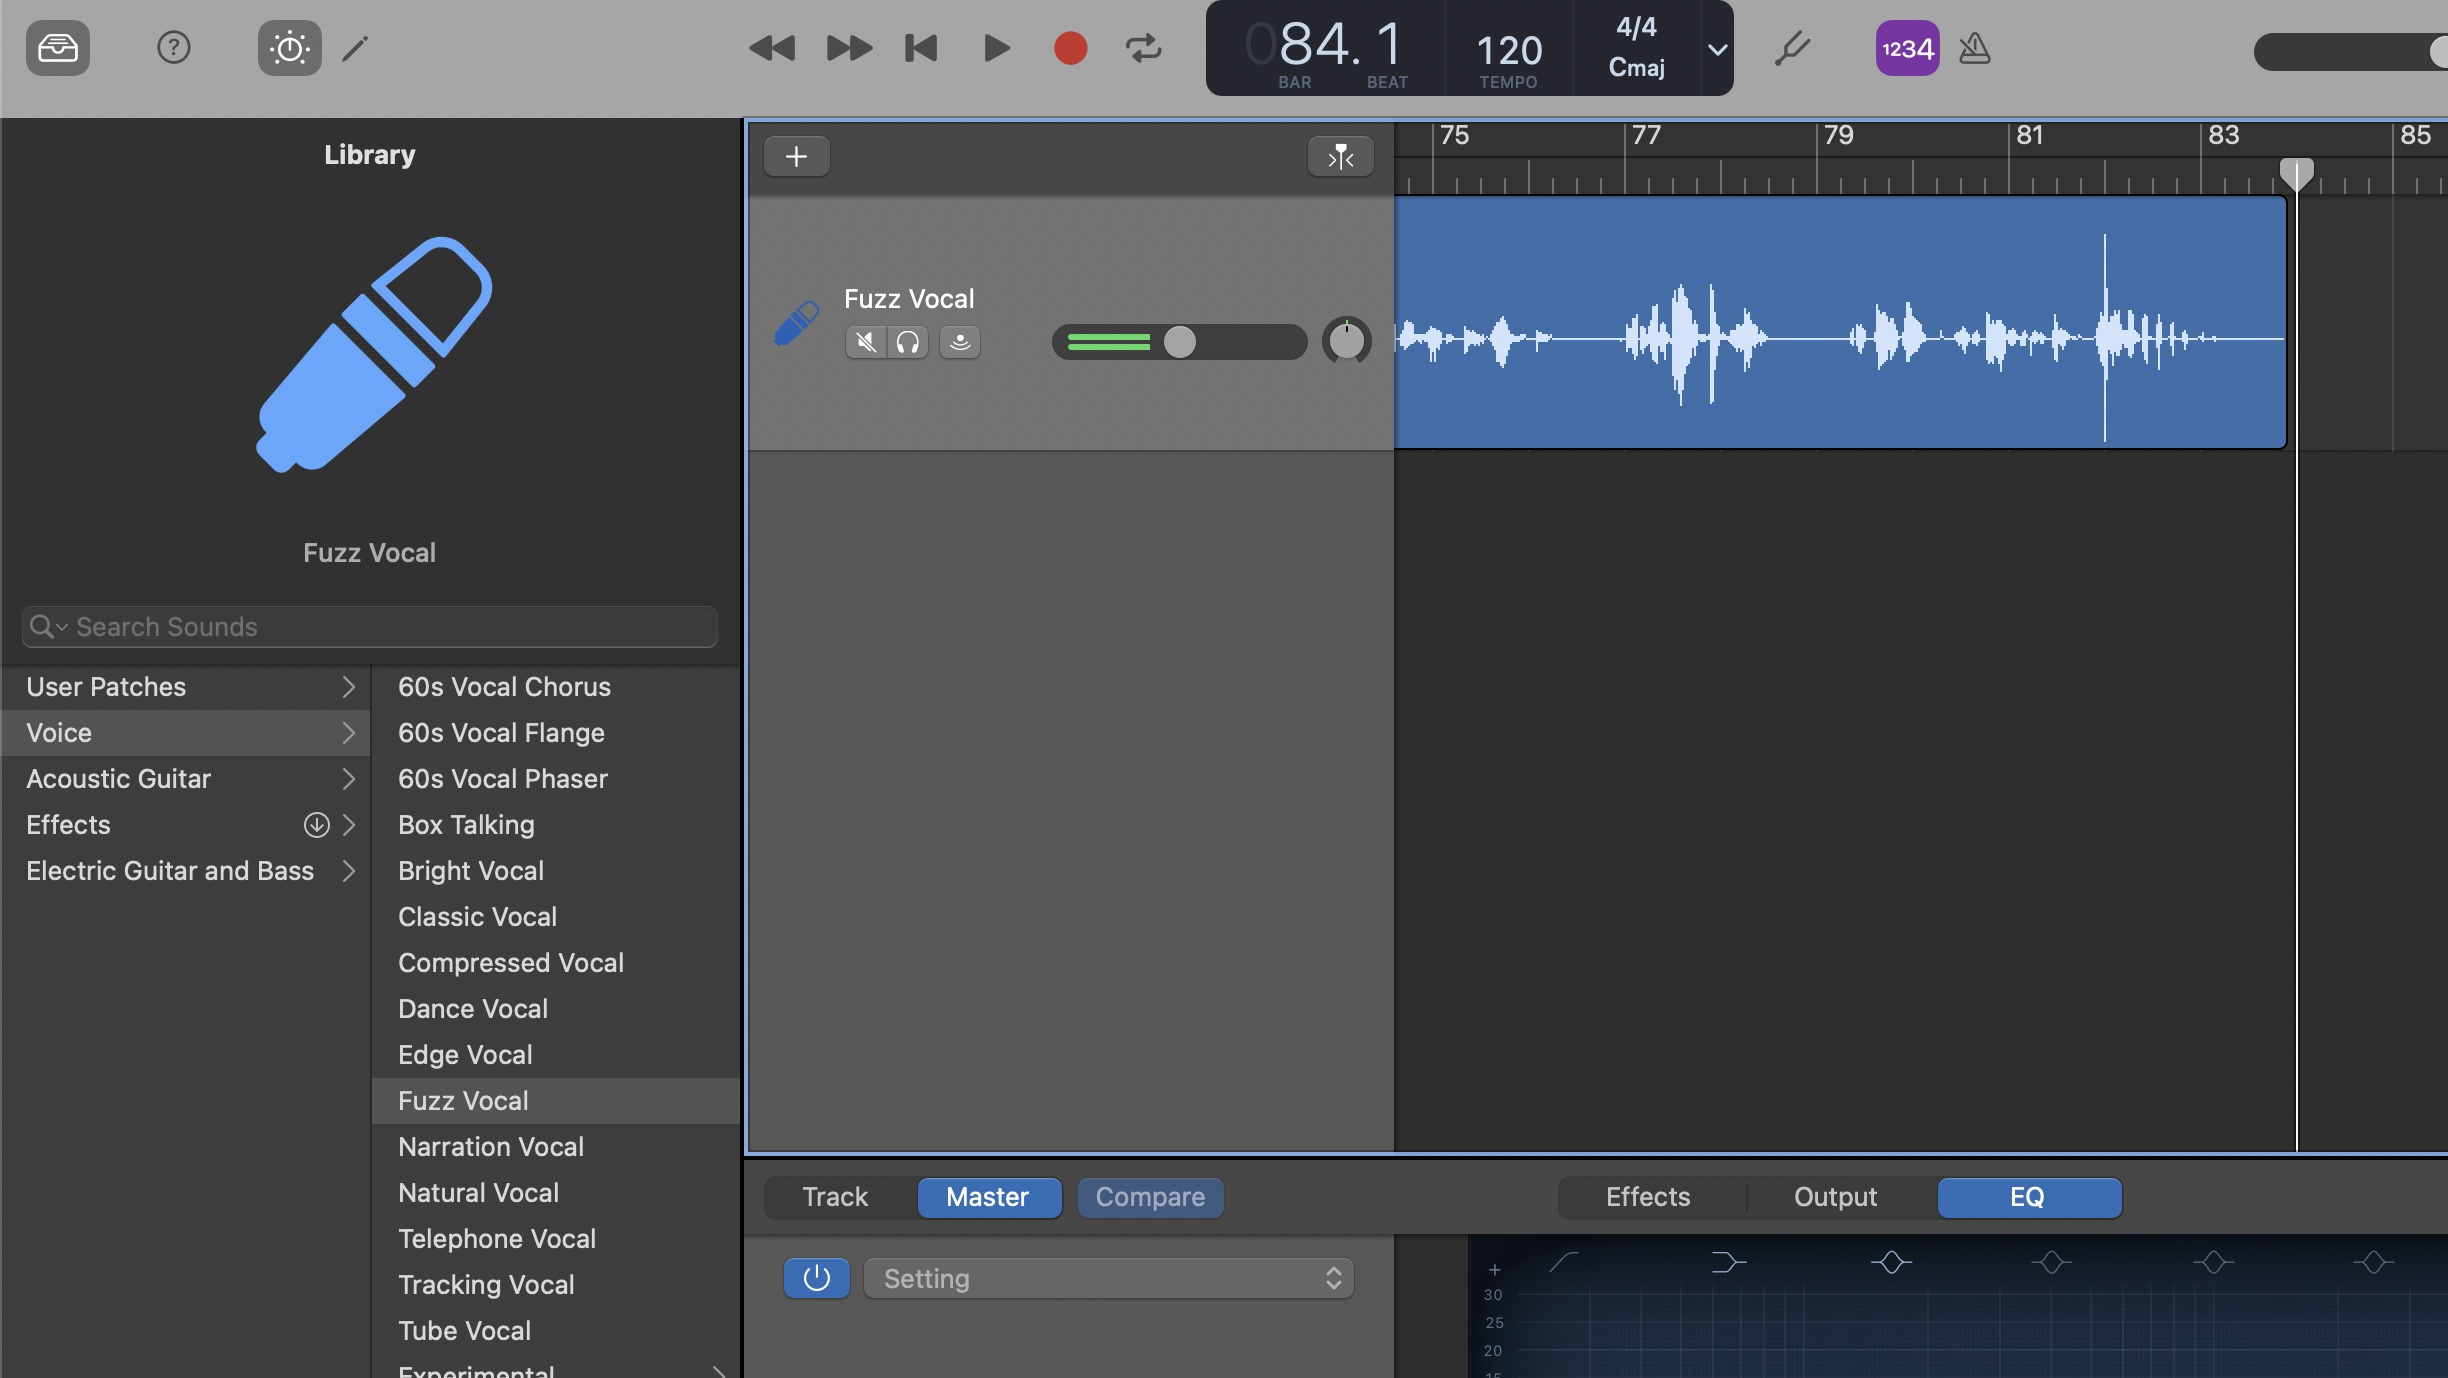 084. 1
BAR BEAT
120
TEMPO
4/4
Cmaj
1234
Library
Fuzz Vocal
Search Sounds
User Patches
Voice
Acoustic Guitar
Effects
Electric Guitar and Bass
60s Vocal Chorus
60s Vocal Flange
60s Vocal Phaser
Box Talking
Bright Vocal
Classic Vocal
Compressed Vocal
Dance Vocal
Edge Vocal
Fuzz Vocal
Narration Vocal
Natural Vocal
Telephone Vocal
Tracking Vocal
Tube Vocal
Experimental
75 77 79 81 83 85
Fuzz Vocal
Track Master Compare
Effects Output EQ
Setting
+
30
25
20
15